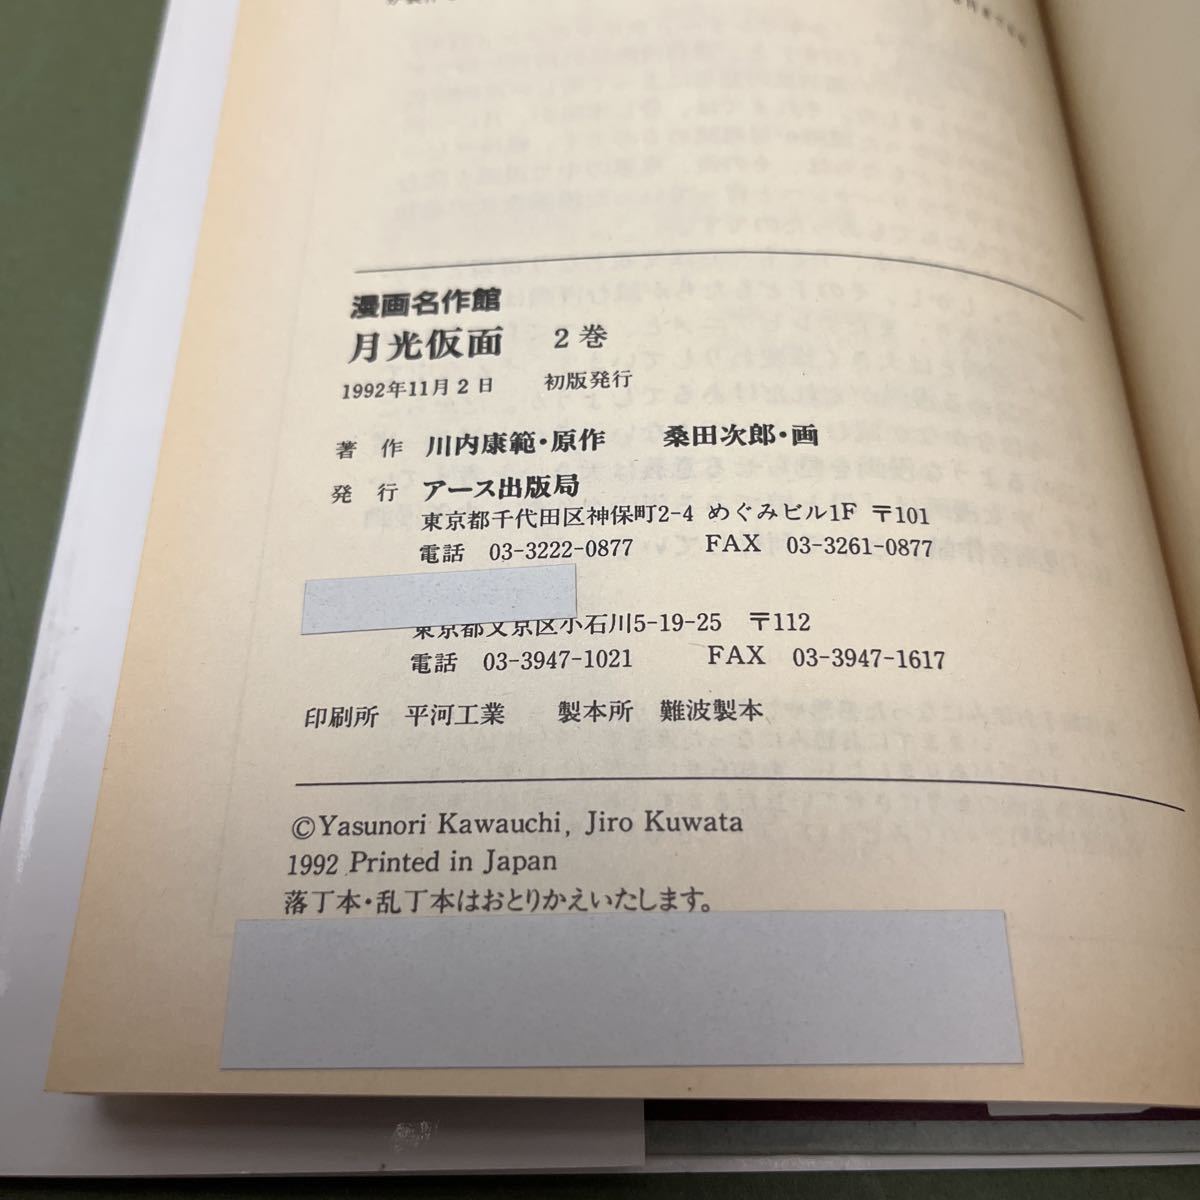 漫画名作館
月光仮面 2巻
1992年11月2日 初版発行
著作 川内康範・原作 桑田次郎・画
発行 アース出版局
東京都千代田区神保町2-4 めぐみビル1F 〒101
電話 03-3222-0877 FAX 03-3261-0877
東京都文京区小石川5-19-25 〒112
電話 03-3947-1021 FAX 03-3947-1617
印刷所 平河工業 製本所 難波製本
©Yasunori Kawauchi, Jiro Kuwata
1992 Printed in Japan
落丁本・乱丁本はおとりかえいたします。